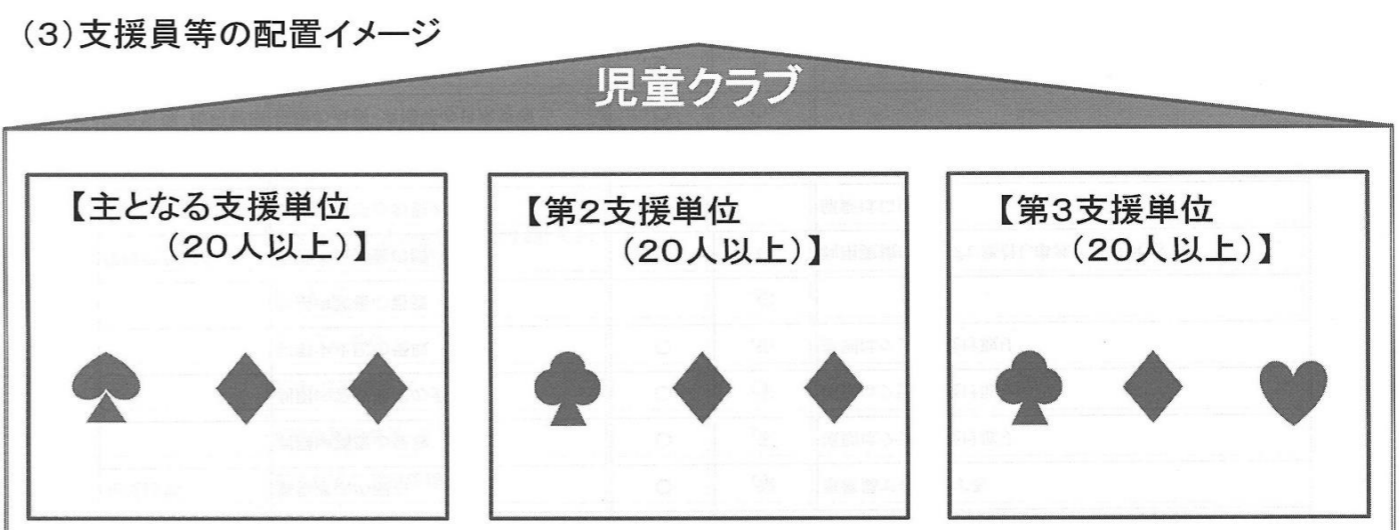 (3)支援員等の配置イメージ
児童クラブ
【主となる支援単位
(20人以上)】
【第2支援単位
(20人以上)】
【第3支援単位
(20人以上)】